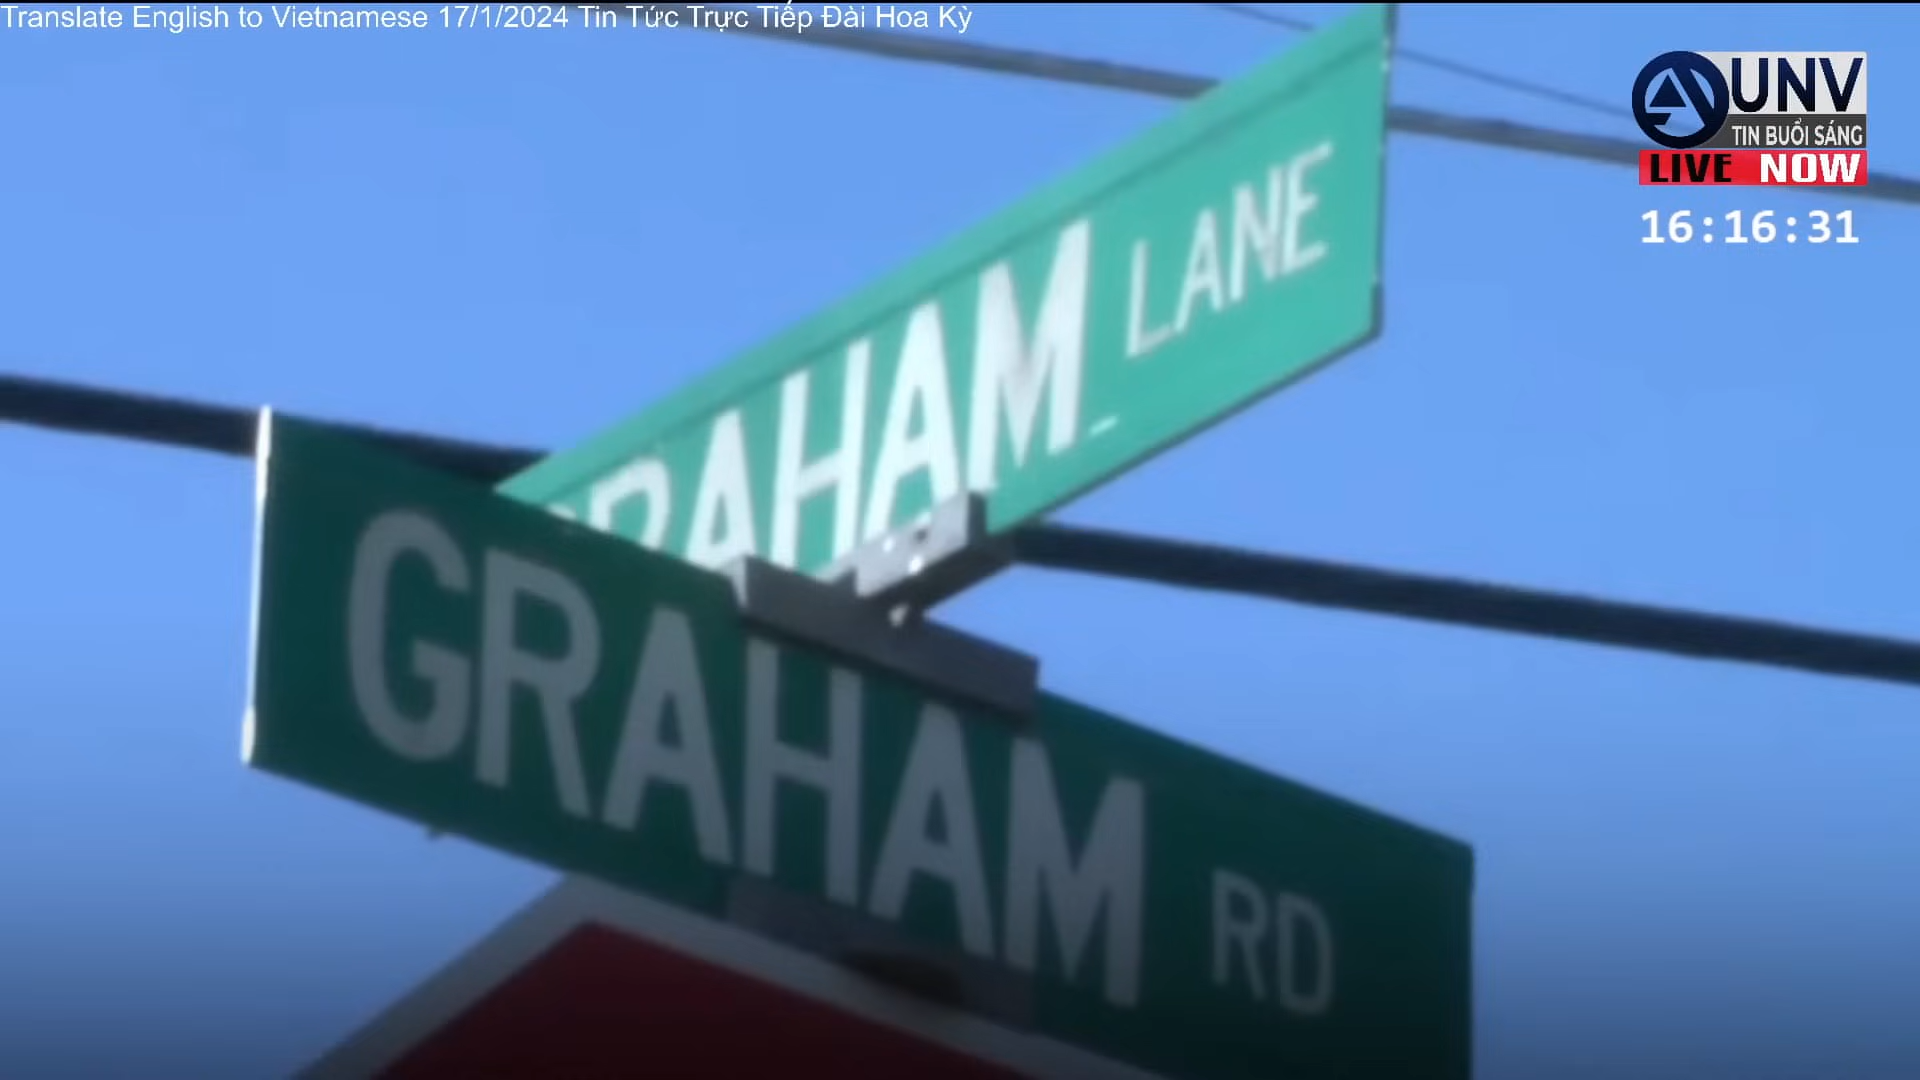 Translate English to Vietnamese 17/1/2024 Tin Tức Trực Tiếp Đài Hoa Kỳ
UNV
TIN BUỔI SÁNG
LIVE NOW
16:16:31
GRAHAM LANE
GRAHAM RD